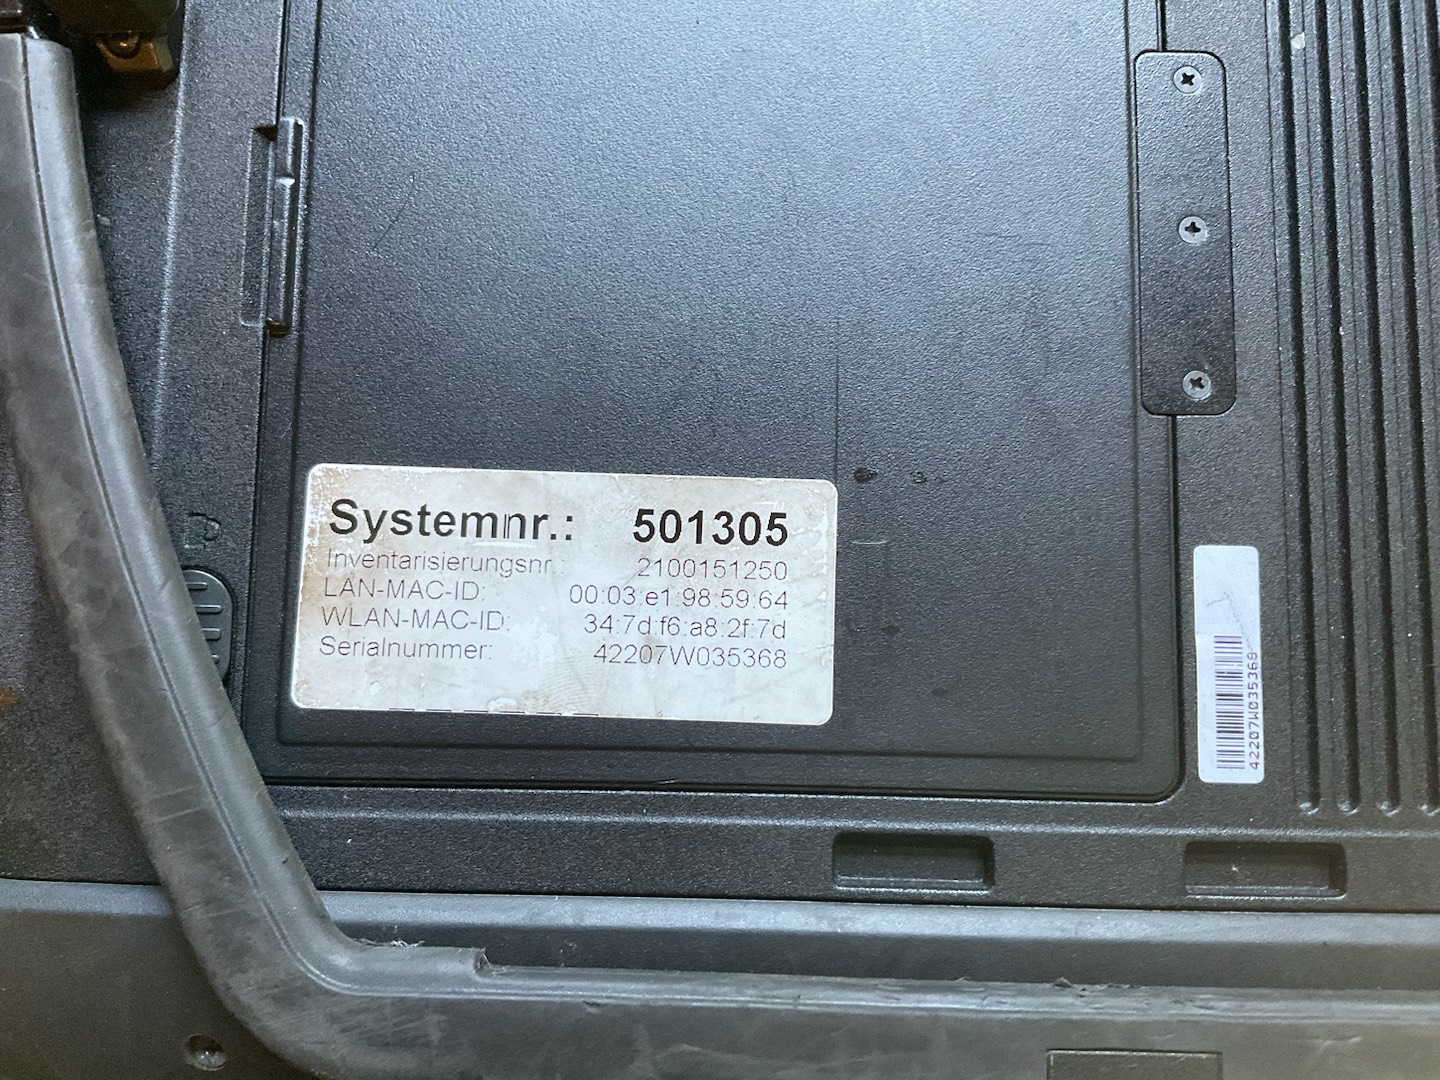 Systemnr.: 501305
Inventarisierungsnr.: 2100151250
LAN-MAC-ID: 00:03:e1:98:59:64
WLAN-MAC-ID: 34:7d:f6:a8:2f:7d
Serialnummer: 42207W035368
42207W035368